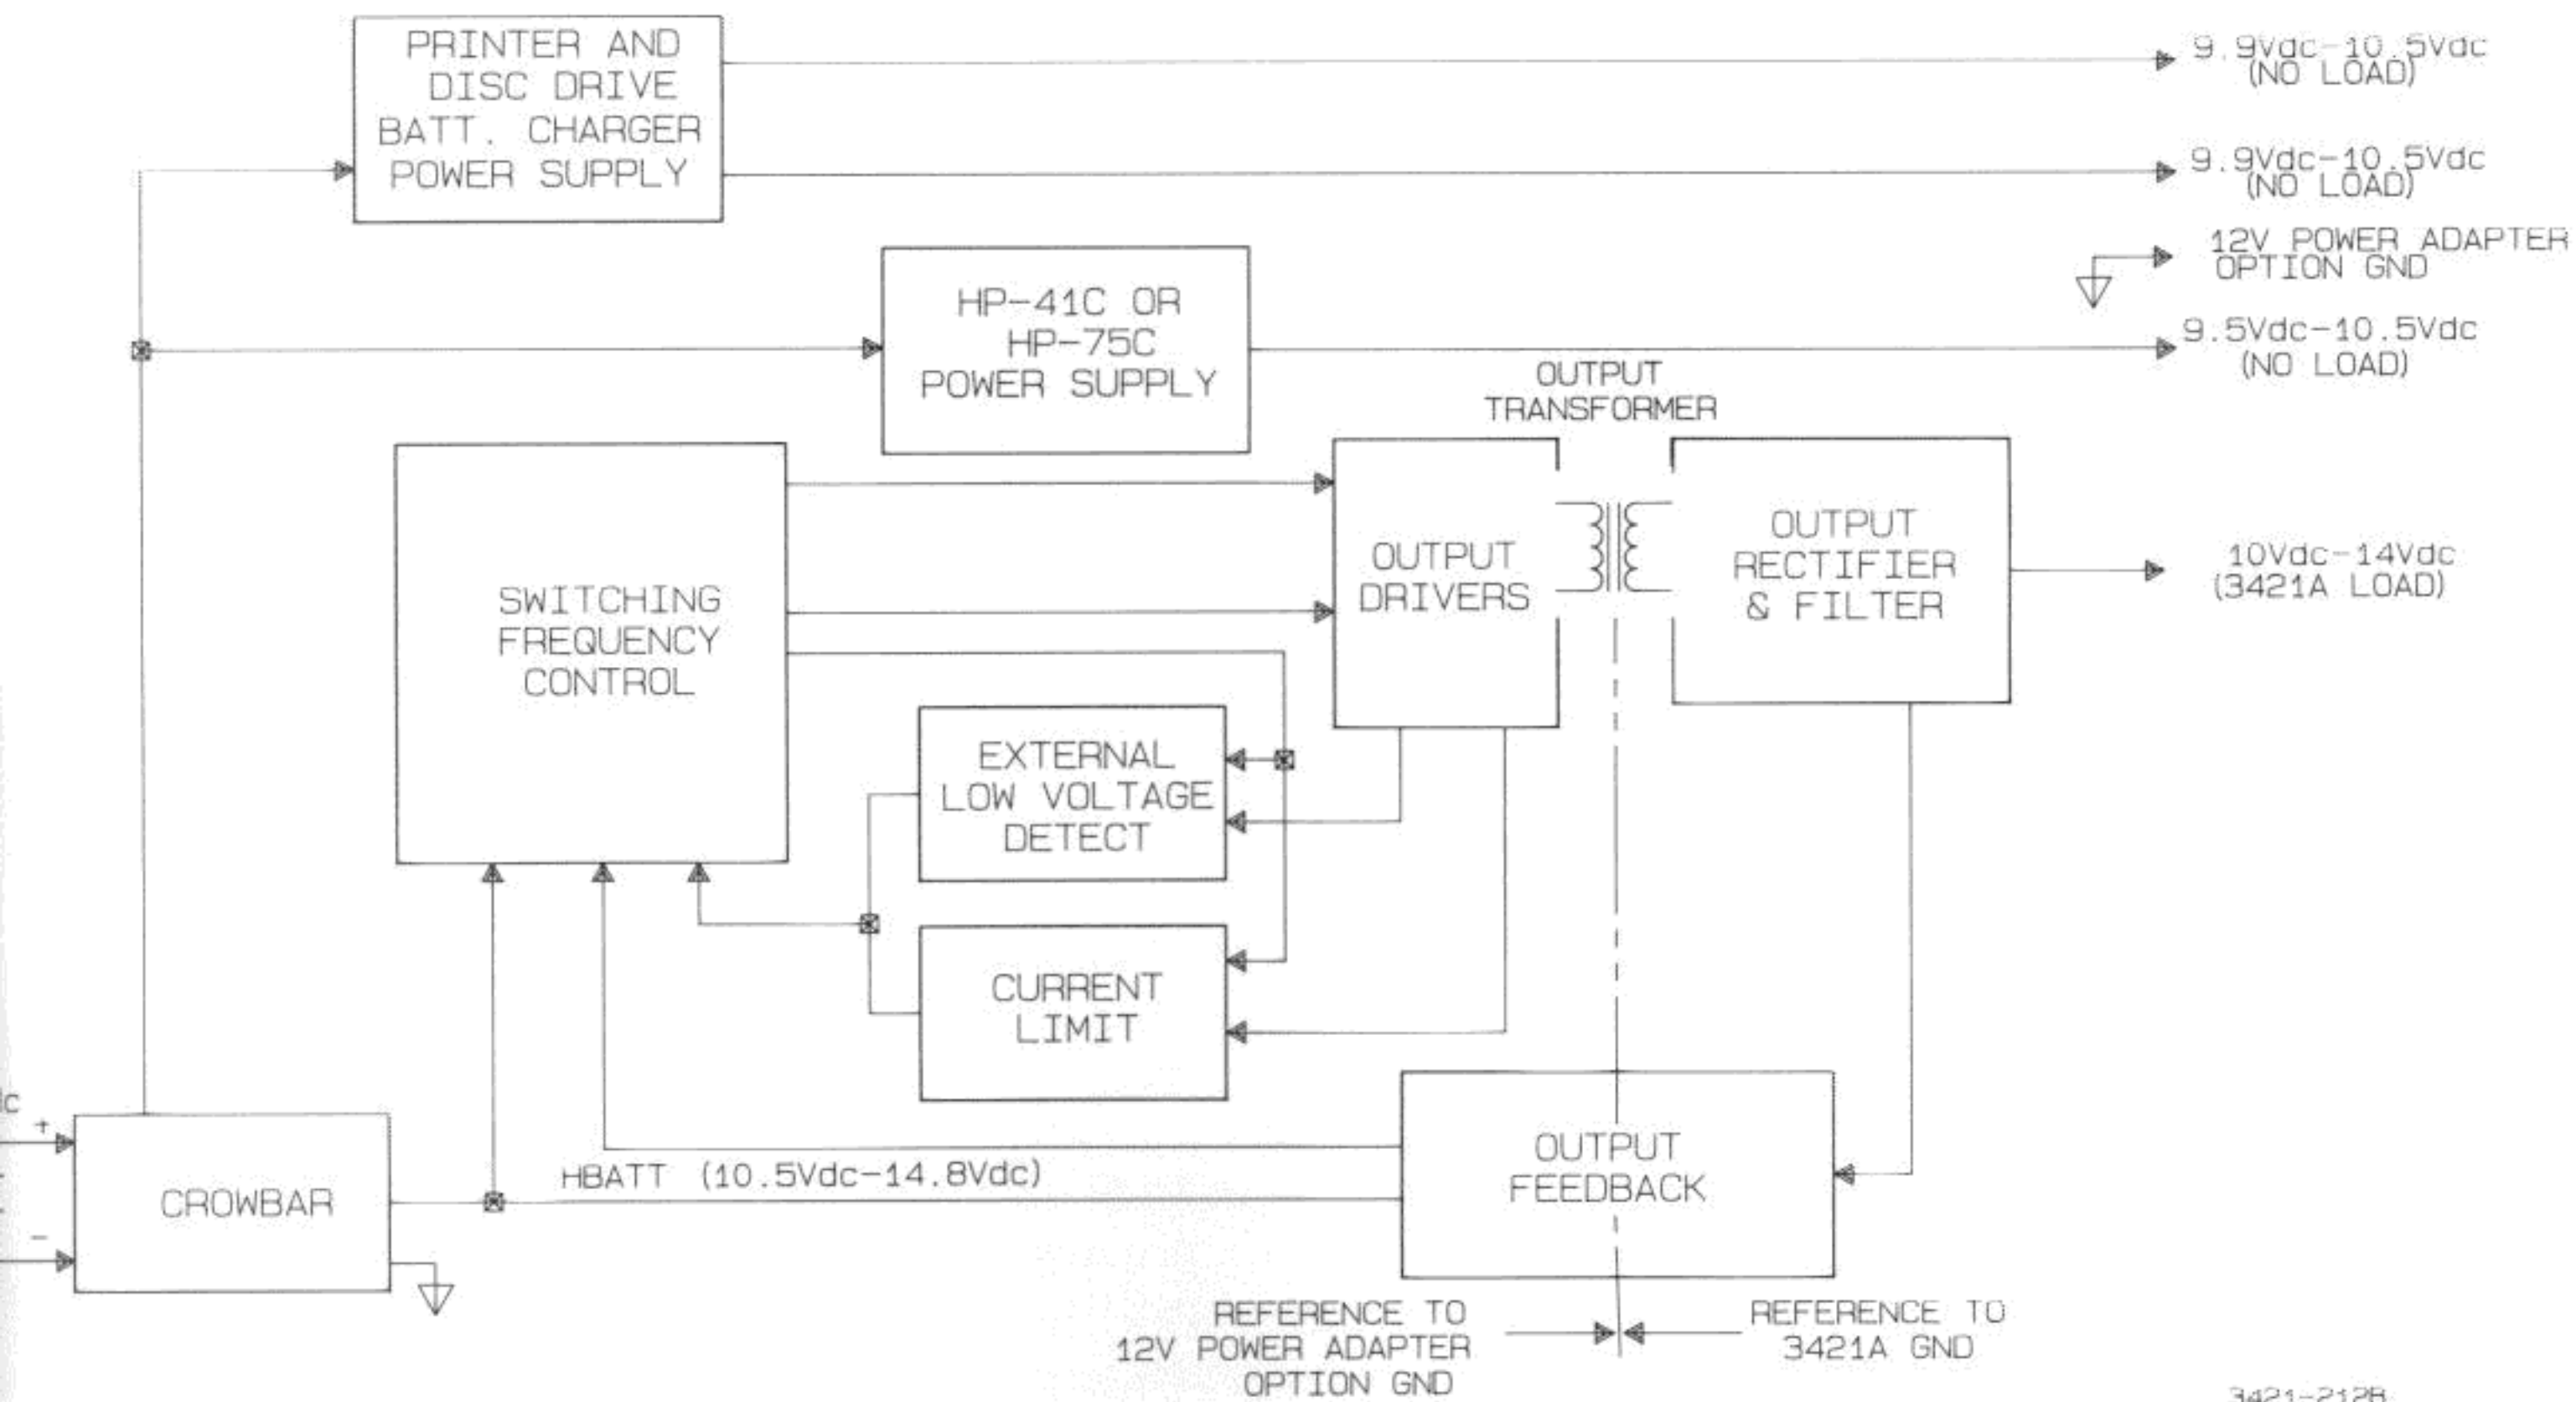 PRINTER AND
DISC DRIVE
BATT. CHARGER
POWER SUPPLY
9.9Vdc-10.5Vdc
(NO LOAD)
9.9Vdc-10.5Vdc
(NO LOAD)
12V POWER ADAPTER
OPTION GND
HP-41C OR
HP-75C
POWER SUPPLY
9.5Vdc-10.5Vdc
(NO LOAD)
OUTPUT
TRANSFORMER
SWITCHING
FREQUENCY
CONTROL
OUTPUT
DRIVERS
OUTPUT
RECTIFIER
& FILTER
10Vdc-14Vdc
(3421A LOAD)
EXTERNAL
LOW VOLTAGE
DETECT
CURRENT
LIMIT
+
-
CROWBAR
HBATT (10.5Vdc-14.8Vdc)
OUTPUT
FEEDBACK
REFERENCE TO
12V POWER ADAPTER
OPTION GND
REFERENCE TO
3421A GND
3421-212B